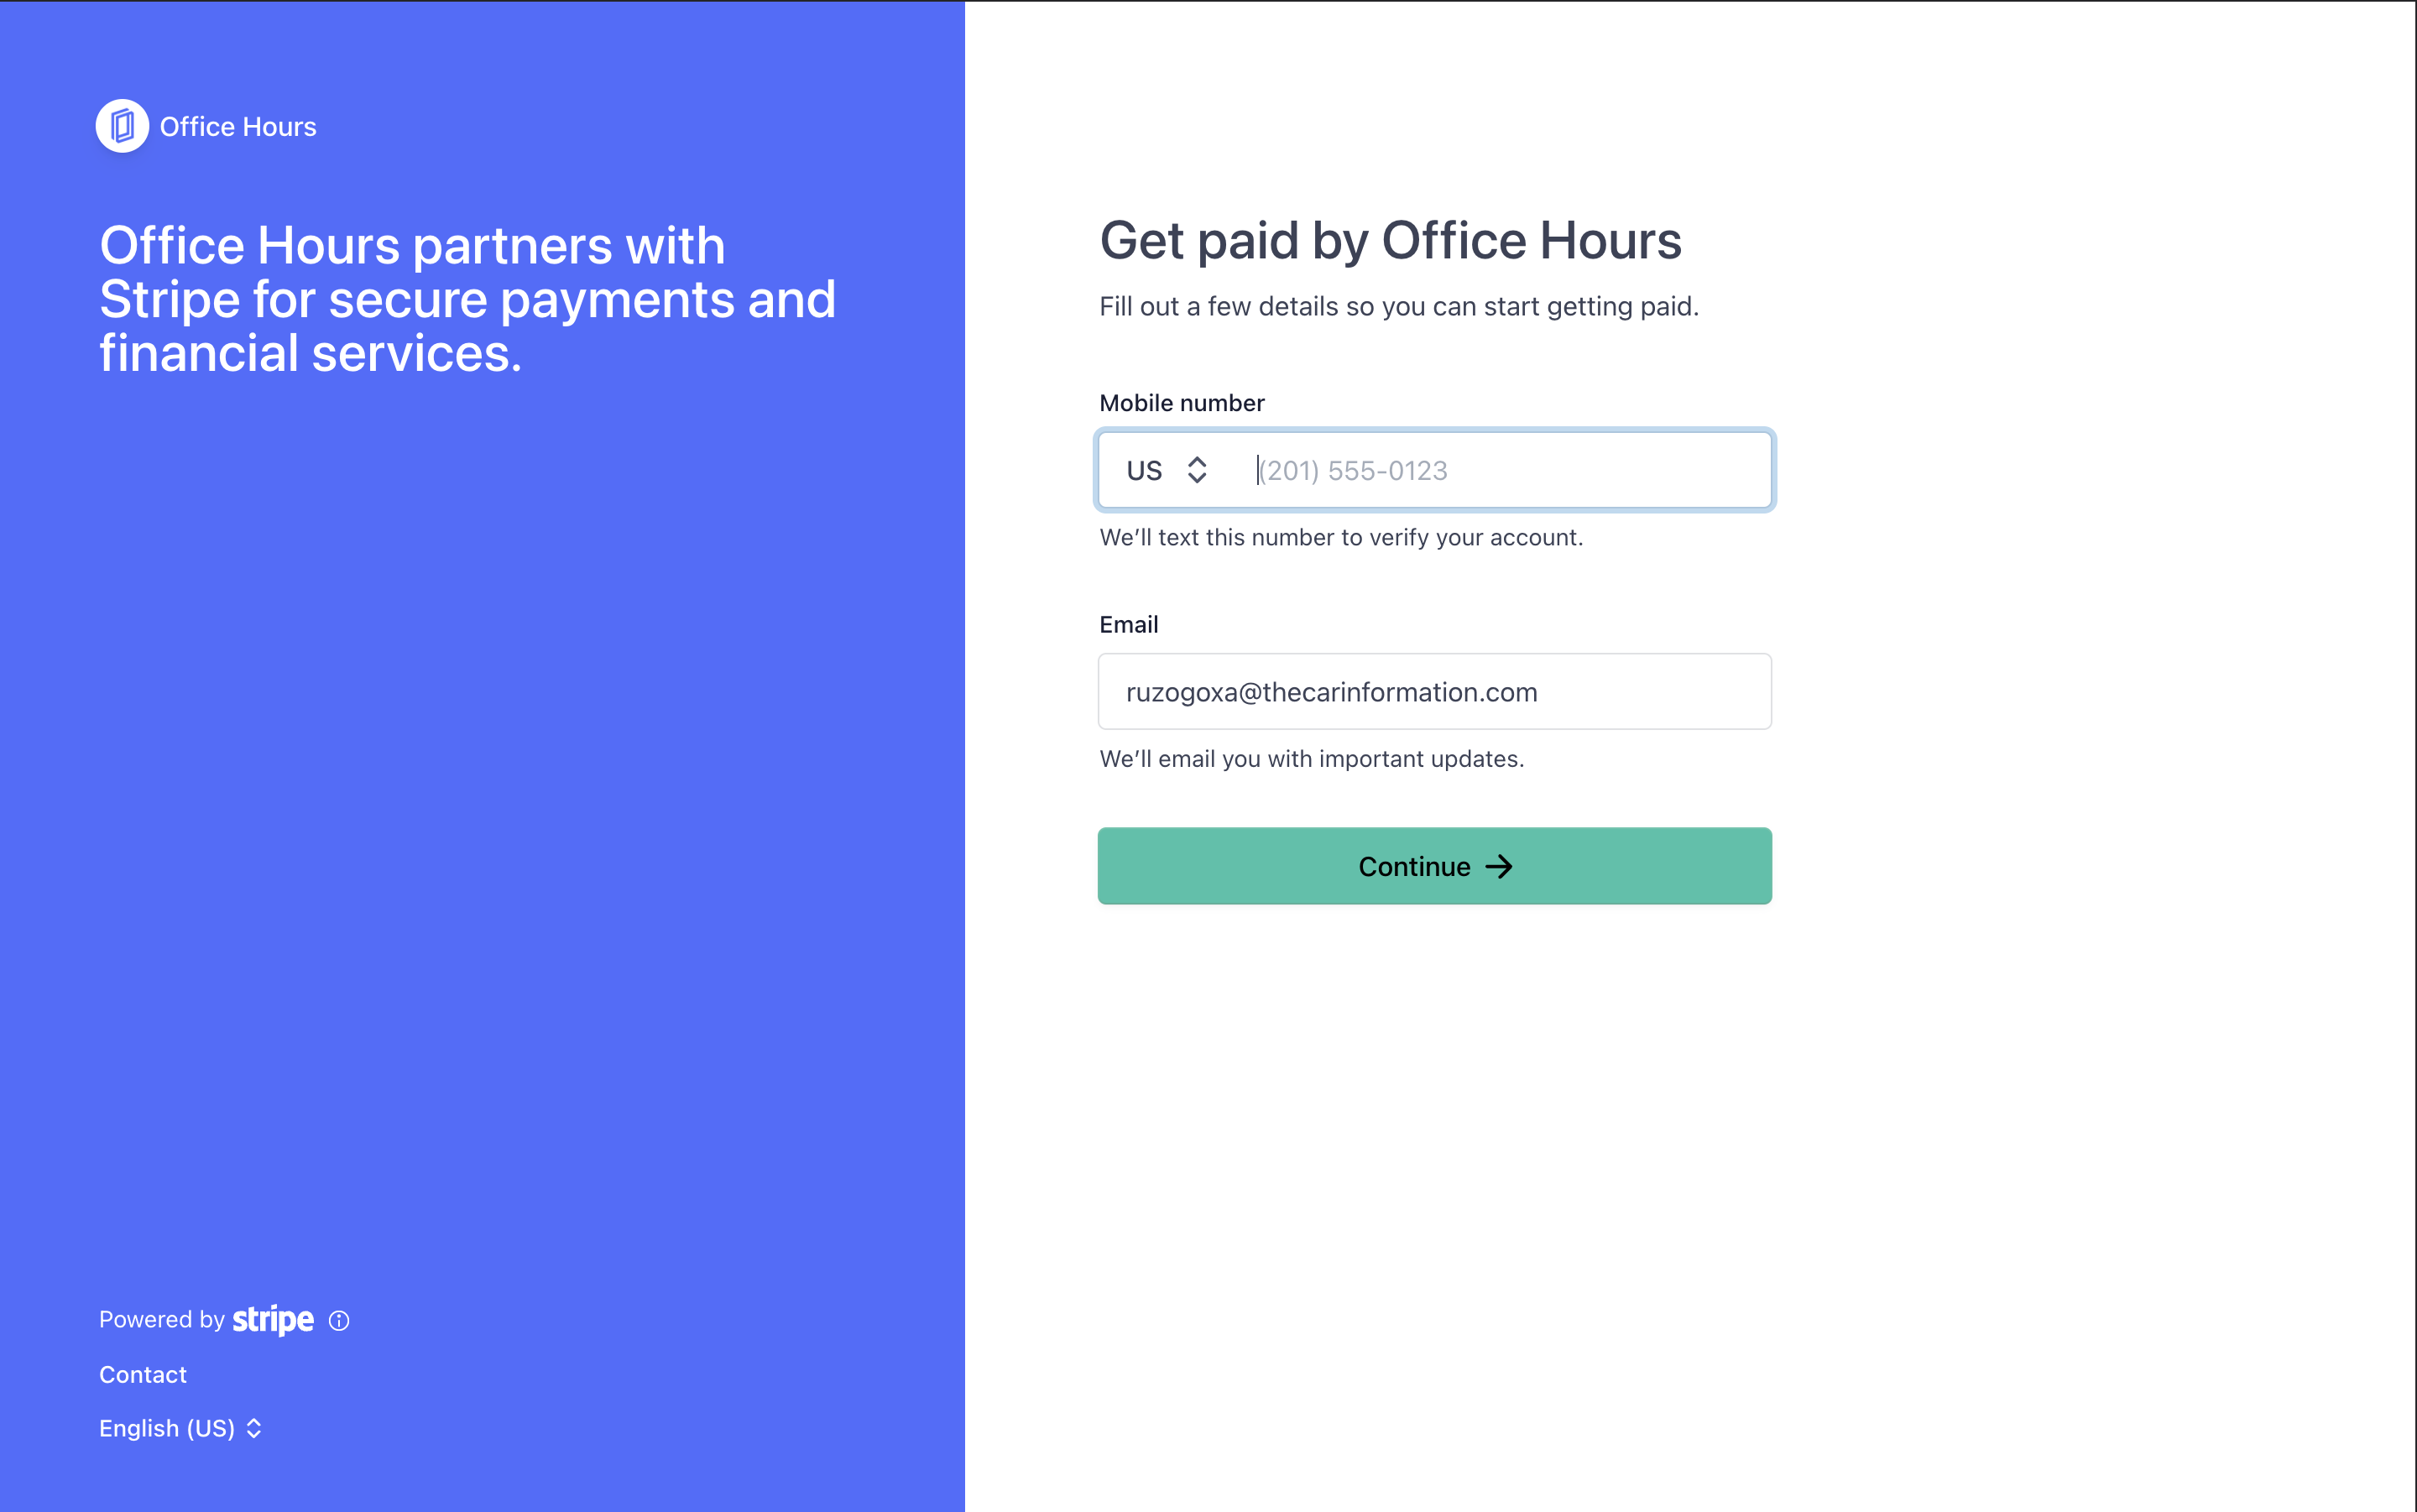 Office Hours
Office Hours partners with
Stripe for secure payments and
financial services.
Powered by stripe
Contact
English (US)
Get paid by Office Hours
Fill out a few details so you can start getting paid.
Mobile number
US (201) 555-0123
We’ll text this number to verify your account.
Email
ruzogoxa@thecarinformation.com
We’ll email you with important updates.
Continue →